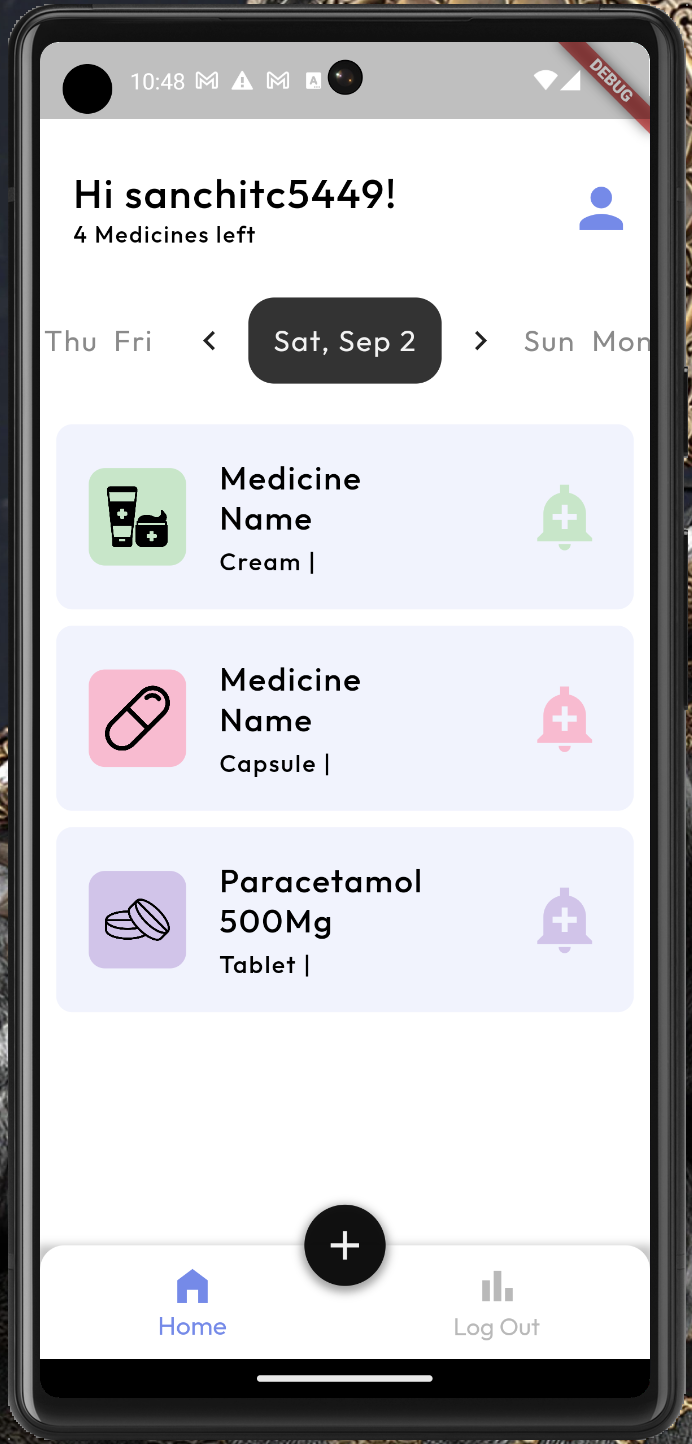 10:48
DEBUG
Hi sanchitc5449!
4 Medicines left
Thu Fri < Sat, Sep 2 > Sun Mon
Medicine
Name
Cream |
Medicine
Name
Capsule |
Paracetamol
500Mg
Tablet |
+
Home Log Out